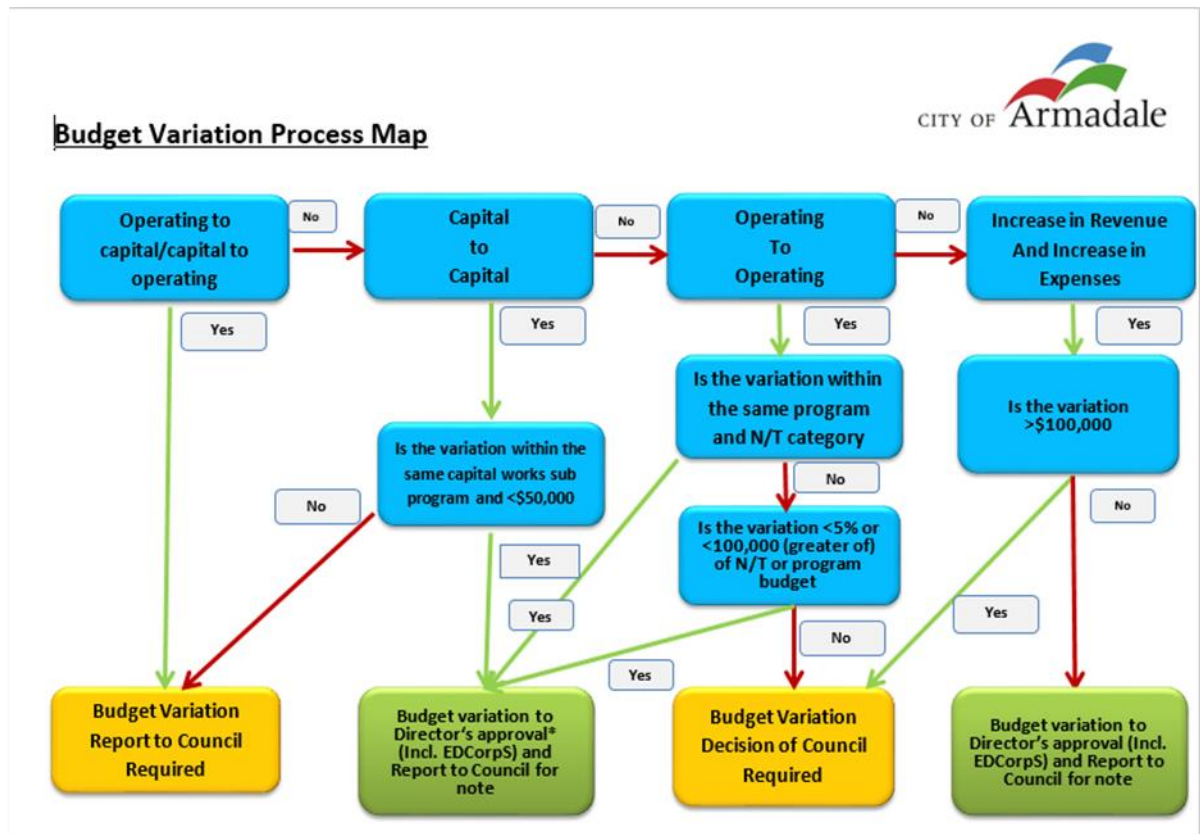 CITY OF Armadale
Budget Variation Process Map
Operating to
capital/capital to
operating
No
Capital
to
Capital
No
Operating
To
Operating
No
Increase in Revenue
And Increase in
Expenses
Yes
Yes
Yes
Yes
Is the variation within the
same capital works sub
program and <$50,000
Is the variation within
the same program
and N/T category
Is the variation
>$100,000
No
No
No
Is the variation <5% or
<100,000 (greater of)
of N/T or program
budget
Yes
Yes
Yes
No
Yes
Budget Variation
Report to Council
Required
Budget variation to
Director's approval*
(Incl. EDCorpS) and
Report to Council for
note
Budget Variation
Decision of Council
Required
Budget variation to
Director's approval (Incl.
EDCorpS) and Report to
Council for note